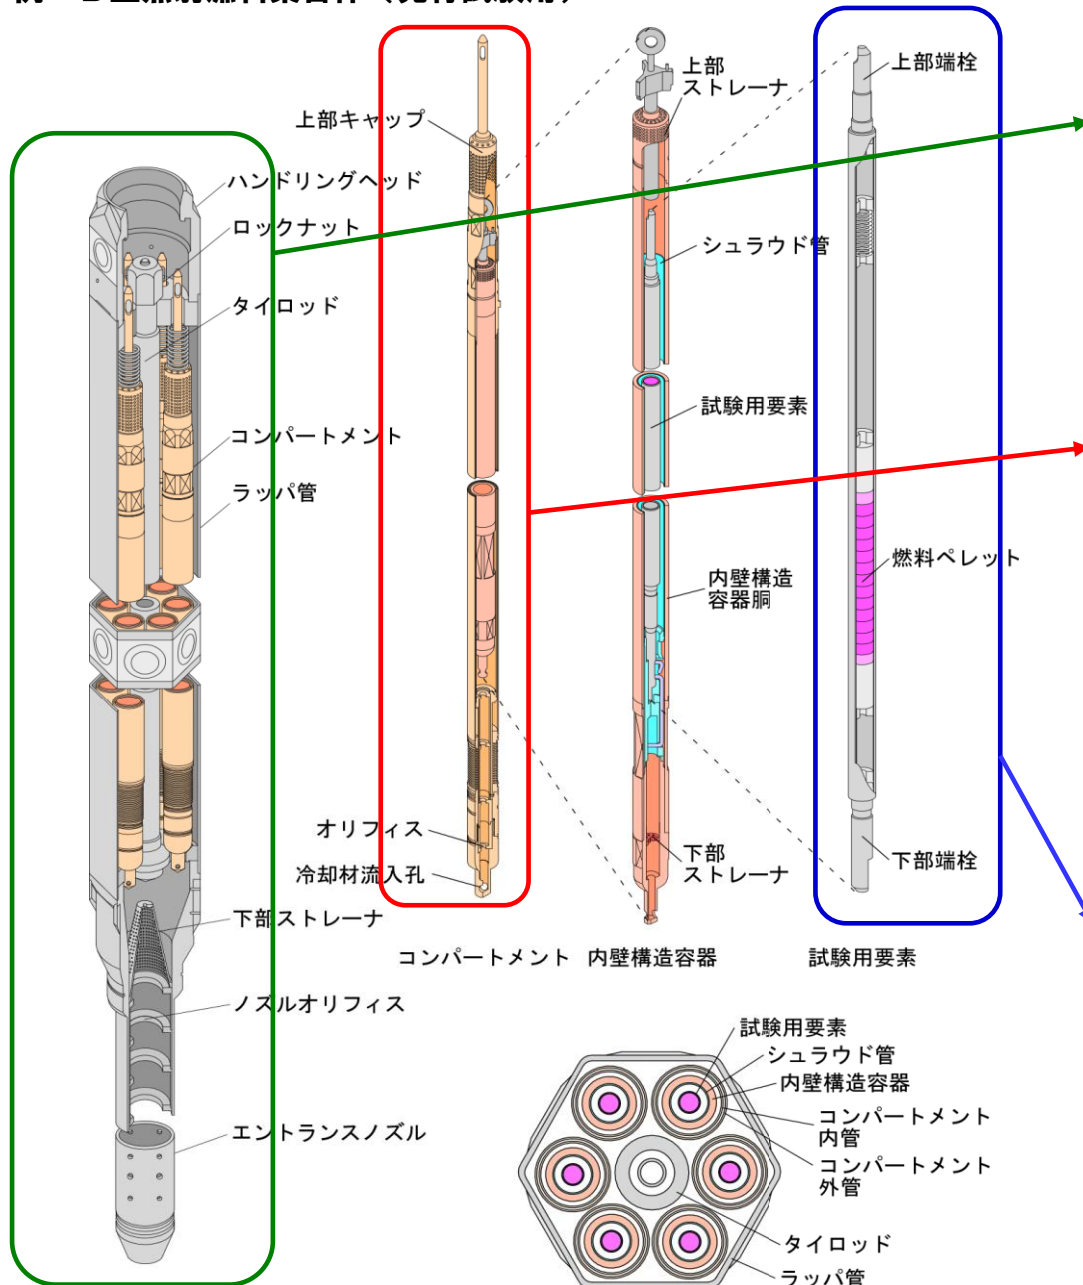 上部キャップ
ハンドリングヘッド
ロックナット
タイロッド
コンパートメント
ラッパ管
オリフィス
冷却材流入孔
下部ストレーナ
ノズルオリフィス
エントランスノズル
上部
ストレーナ
シュラウド管
試験用要素
内壁構造
容器胴
下部
ストレーナ
上部端栓
燃料ペレット
下部端栓
コンパートメント
内壁構造容器
試験用要素
試験用要素
シュラウド管
内壁構造容器
コンパートメント
内管
コンパートメント
外管
タイロッド
ラッパ管